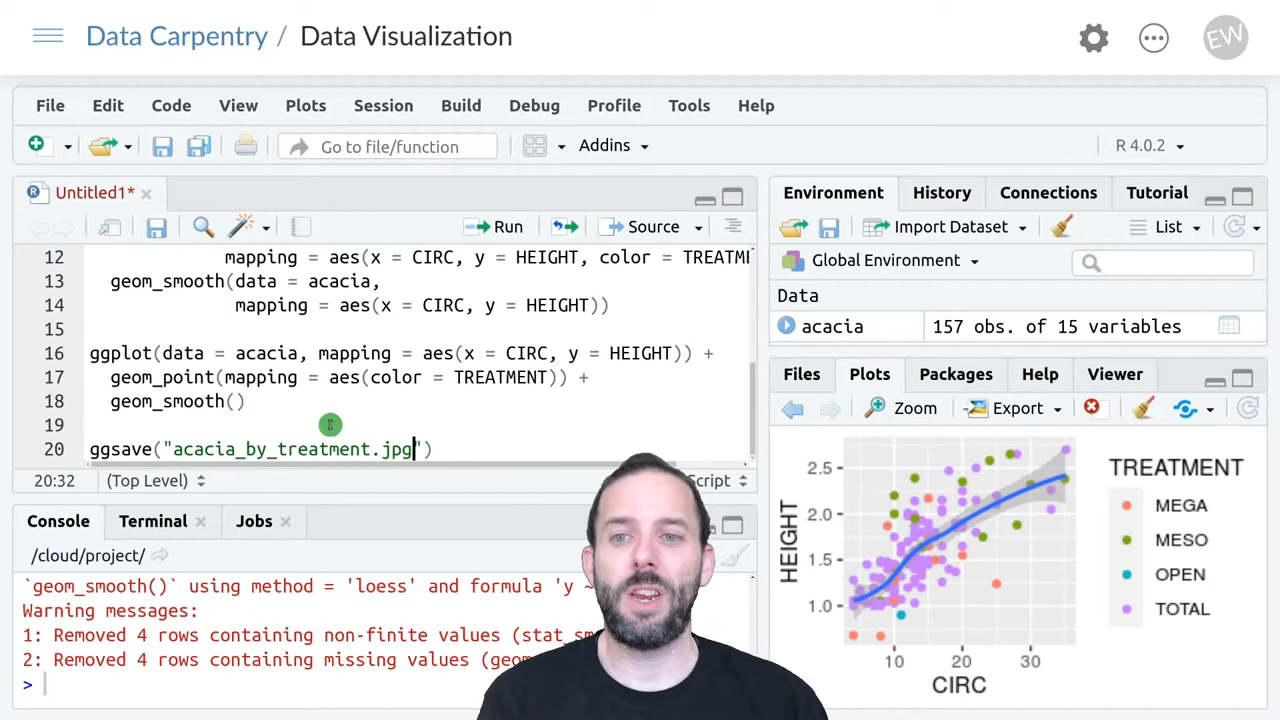 Data Carpentry / Data Visualization
EW
File Edit Code View Plots Session Build Debug Profile Tools Help
Go to file/function
Addins
R 4.0.2
Untitled1*
Run
Source
12 mapping = aes(x = CIRC, y = HEIGHT, color = TREATME
13 geom_smooth(data = acacia,
14 mapping = aes(x = CIRC, y = HEIGHT))
15
16 ggplot(data = acacia, mapping = aes(x = CIRC, y = HEIGHT)) +
17 geom_point(mapping = aes(color = TREATMENT)) +
18 geom_smooth()
19
20 ggsave("acacia_by_treatment.jpg")
20:32 (Top Level) Script
Console Terminal Jobs
/cloud/project/
`geom_smooth()` using method = 'loess' and formula 'y ~
Warning messages:
1: Removed 4 rows containing non-finite values (stat_sm
2: Removed 4 rows containing missing values (geom
>
Environment History Connections Tutorial
Import Dataset
List
Global Environment
Data
acacia 157 obs. of 15 variables
Files Plots Packages Help Viewer
Zoom Export
HEIGHT
2.5
2.0
1.5
1.0
10 20 30
CIRC
TREATMENT
MEGA
MESO
OPEN
TOTAL